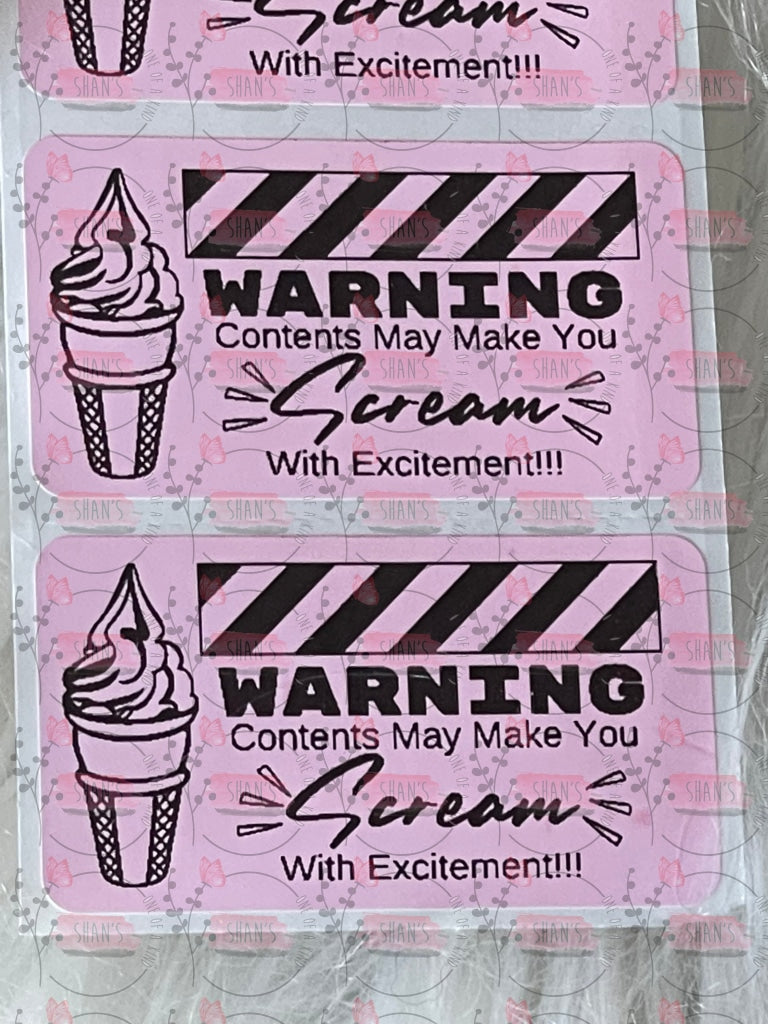 Scream
With Excitement!!!
WARNING
Contents May Make You
Scream
With Excitement!!!
WARNING
Contents May Make You
Scream
With Excitement!!!
SHAN'S
ONE OF A KIND